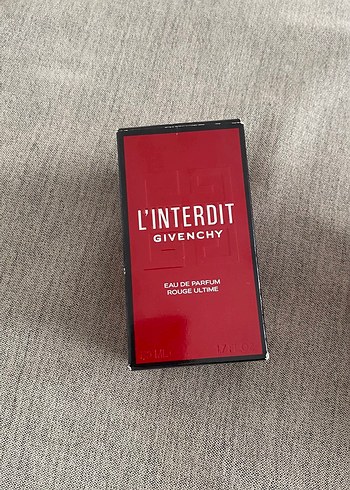 L'INTERDIT
GIVENCHY
EAU DE PARFUM
ROUGE ULTIME